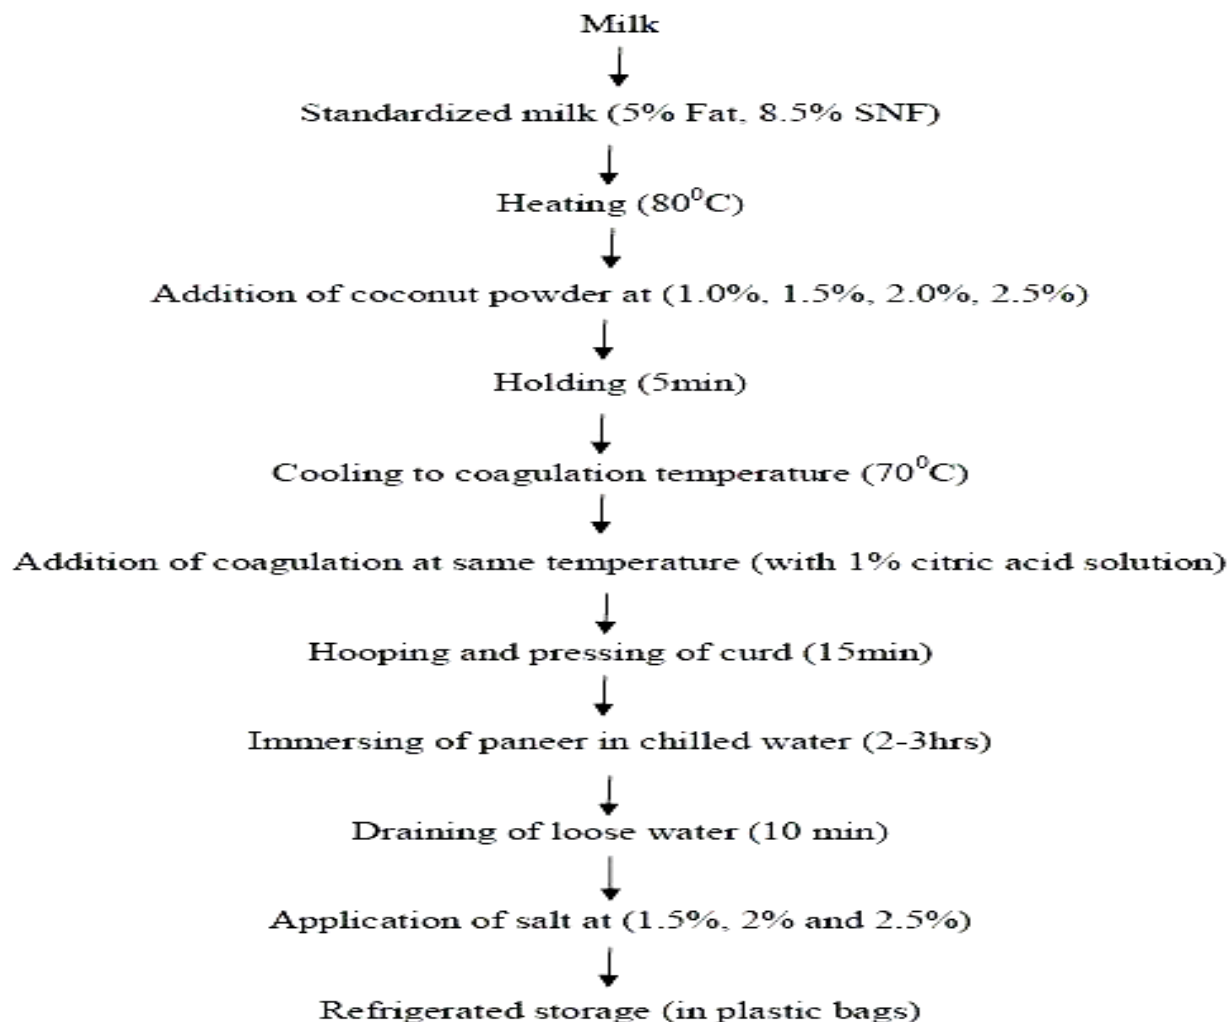 Milk
Standardized milk (5% Fat, 8.5% SNF)
Heating (80⁰C)
Addition of coconut powder at (1.0%, 1.5%, 2.0%, 2.5%)
Holding (5min)
Cooling to coagulation temperature (70⁰C)
Addition of coagulation at same temperature (with 1% citric acid solution)
Hooping and pressing of curd (15min)
Immersing of paneer in chilled water (2-3hrs)
Draining of loose water (10 min)
Application of salt at (1.5%, 2% and 2.5%)
Refrigerated storage (in plastic bags)